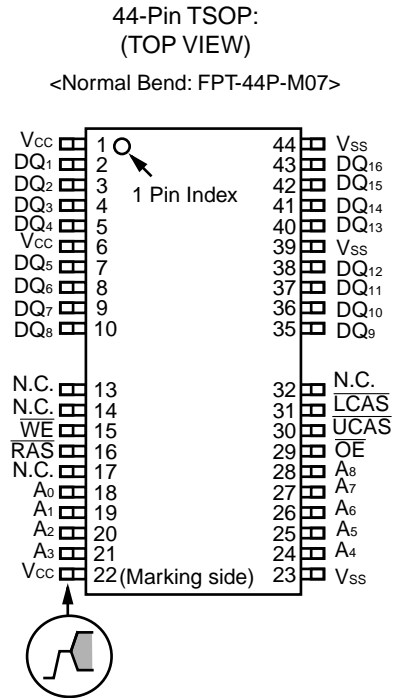 44-Pin TSOP:
(TOP VIEW)
<Normal Bend: FPT-44P-M07>
VCC 1 44 VSS
DQ1 2 43 DQ16
DQ2 3 42 DQ15
DQ3 4 41 DQ14
DQ4 5 40 DQ13
VCC 6 39 VSS
DQ5 7 38 DQ12
DQ6 8 37 DQ11
DQ7 9 36 DQ10
DQ8 10 35 DQ9
1 Pin Index
N.C. 13 32 N.C.
N.C. 14 31 LCAS
WE 15 30 UCAS
RAS 16 29 OE
N.C. 17 28 A8
A0 18 27 A7
A1 19 26 A6
A2 20 25 A5
A3 21 24 A4
VCC 22 (Marking side) 23 VSS